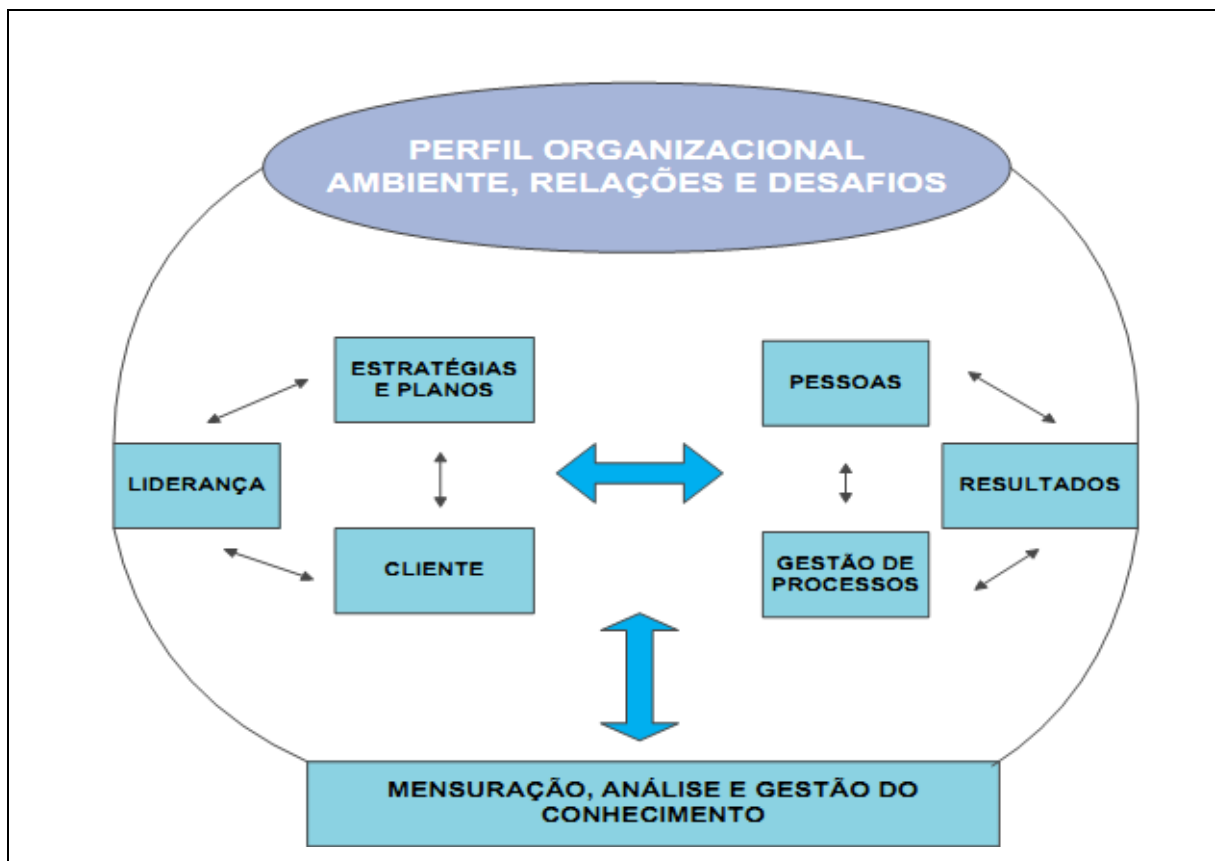 PERFIL ORGANIZACIONAL
AMBIENTE, RELAÇÕES E DESAFIOS
ESTRATÉGIAS
E PLANOS
PESSOAS
LIDERANÇA
RESULTADOS
CLIENTE
GESTÃO DE
PROCESSOS
MENSURAÇÃO, ANÁLISE E GESTÃO DO
CONHECIMENTO